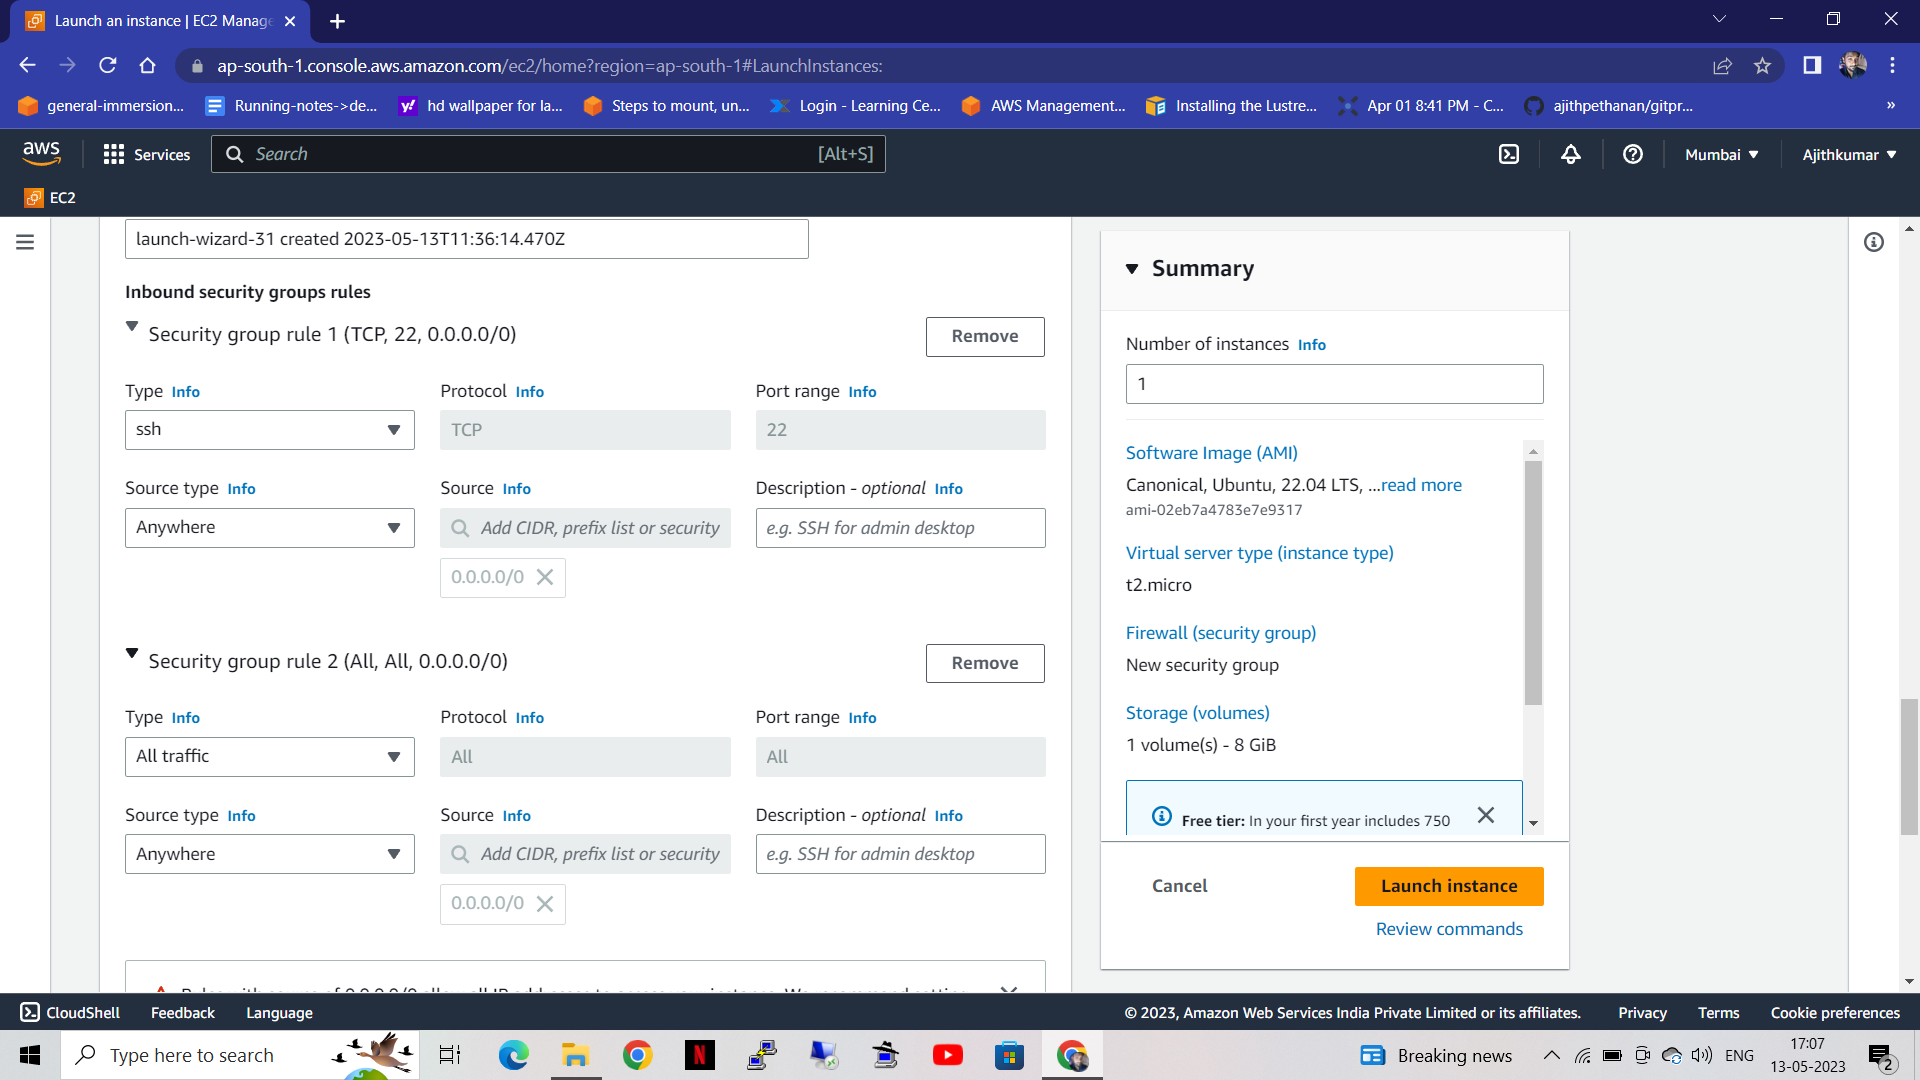 Launch an instance | EC2 Manage
ap-south-1.console.aws.amazon.com/ec2/home?region=ap-south-1#LaunchInstances:
general-immersion... Running-notes->de... hd wallpaper for la... Steps to mount, un... Login - Learning Ce... AWS Management... Installing the Lustre... Apr 01 8:41 PM - C... ajithpethanan/gitpr... »
aws Services Search [Alt+S] Mumbai Ajithkumar
EC2
launch-wizard-31 created 2023-05-13T11:36:14.470Z
Inbound security groups rules
Security group rule 1 (TCP, 22, 0.0.0.0/0)
Remove
Type Info Protocol Info Port range Info
ssh TCP 22
Source type Info Source Info Description - optional Info
Anywhere Add CIDR, prefix list or security e.g. SSH for admin desktop
0.0.0.0/0
Security group rule 2 (All, All, 0.0.0.0/0)
Remove
Type Info Protocol Info Port range Info
All traffic All All
Source type Info Source Info Description - optional Info
Anywhere Add CIDR, prefix list or security e.g. SSH for admin desktop
0.0.0.0/0
Summary
Number of instances Info
1
Software Image (AMI)
Canonical, Ubuntu, 22.04 LTS, ...read more
ami-02eb7a4783e7e9317
Virtual server type (instance type)
t2.micro
Firewall (security group)
New security group
Storage (volumes)
1 volume(s) - 8 GiB
Free tier: In your first year includes 750
Cancel Launch instance
Review commands
CloudShell Feedback Language © 2023, Amazon Web Services India Private Limited or its affiliates. Privacy Terms Cookie preferences
Type here to search Breaking news ENG 17:07
13-05-2023 2